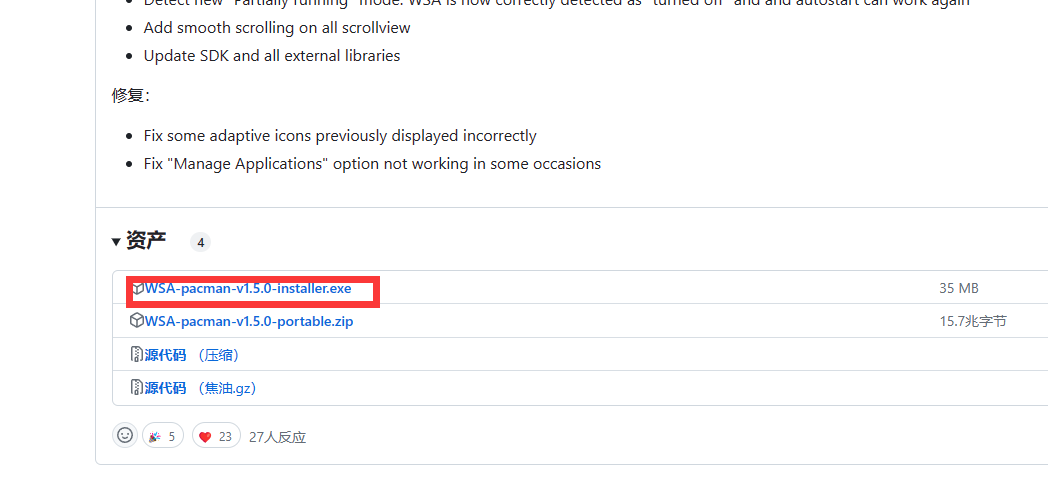 Detect new "Partially running" mode: WSA is now correctly detected as "turned off" and and autostart can work again
Add smooth scrolling on all scrollview
Update SDK and all external libraries
修复：
Fix some adaptive icons previously displayed incorrectly
Fix "Manage Applications" option not working in some occasions
资产 4
WSA-pacman-v1.5.0-installer.exe 35 MB
WSA-pacman-v1.5.0-portable.zip 15.7兆字节
源代码 （压缩）
源代码 （焦油.gz）
5 23 27人反应